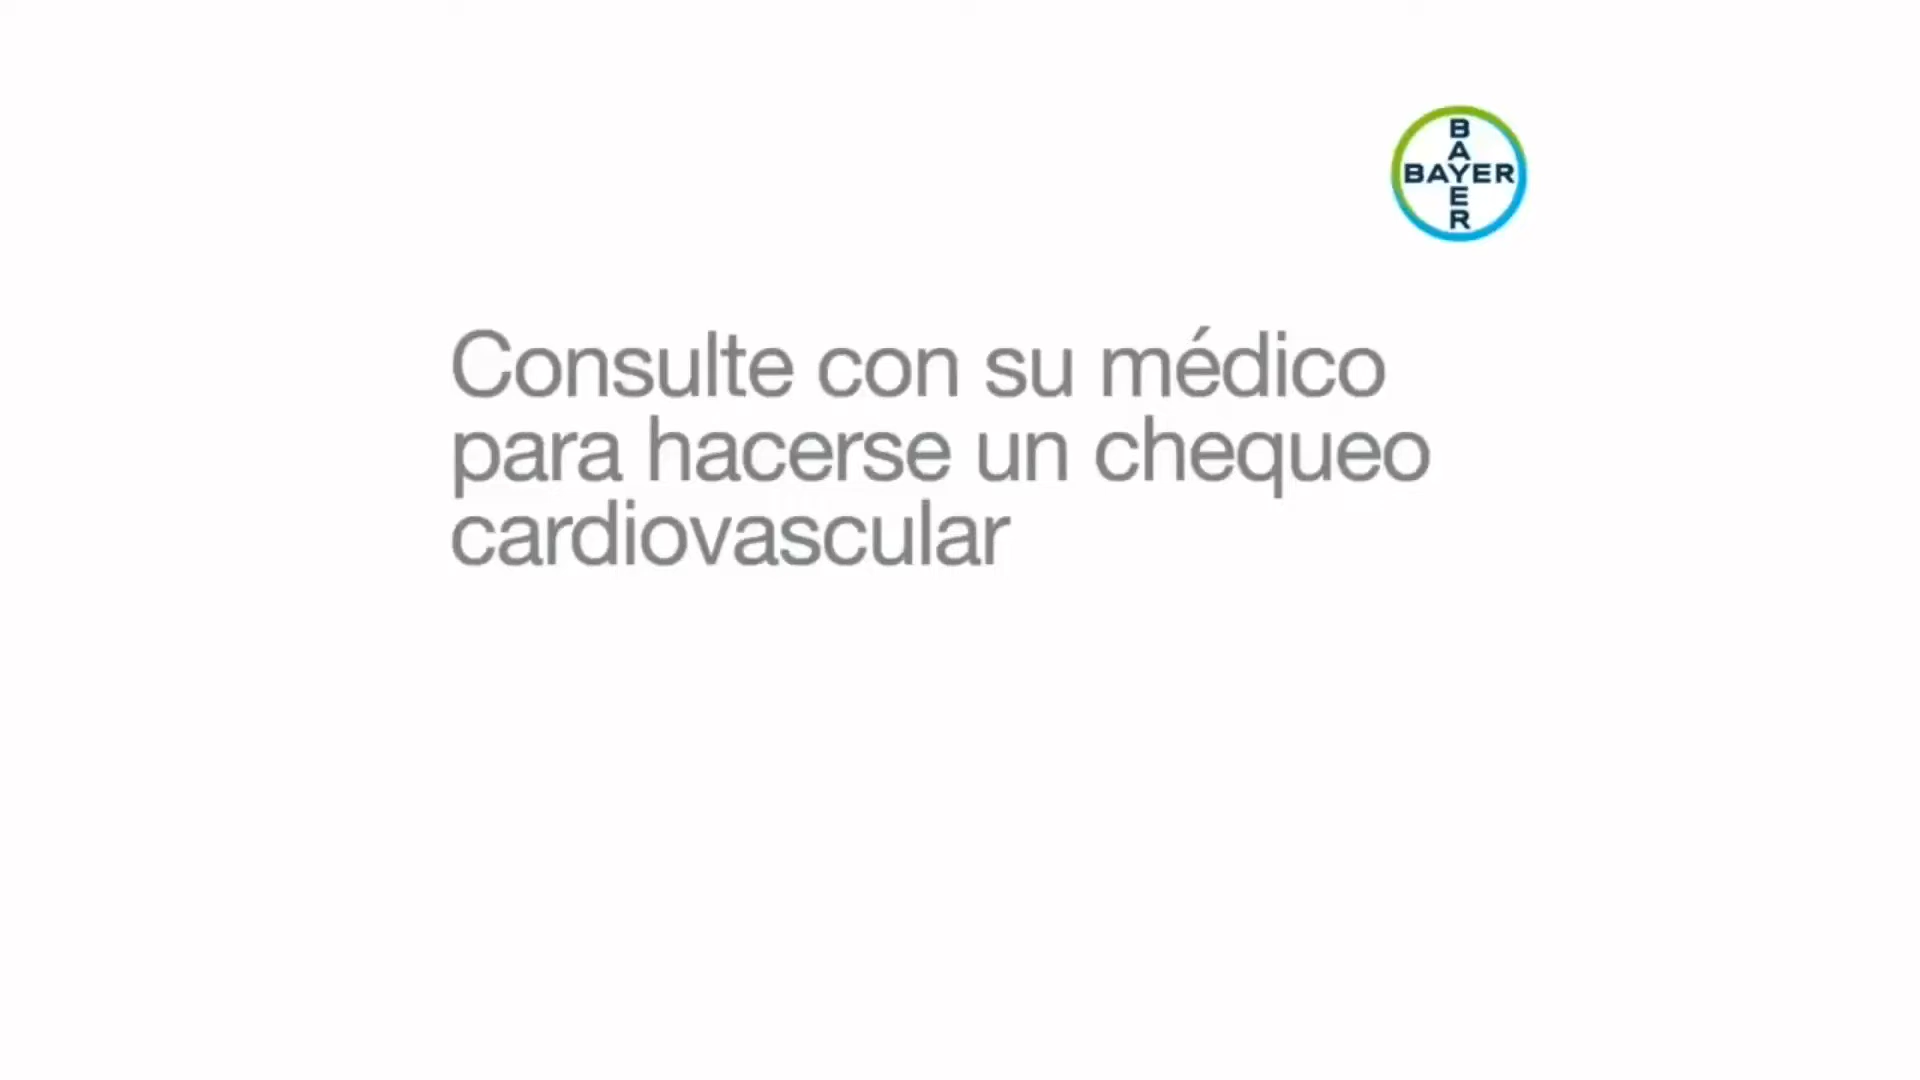 BAYER
BAYER
Consulte con su médico
para hacerse un chequeo
cardiovascular